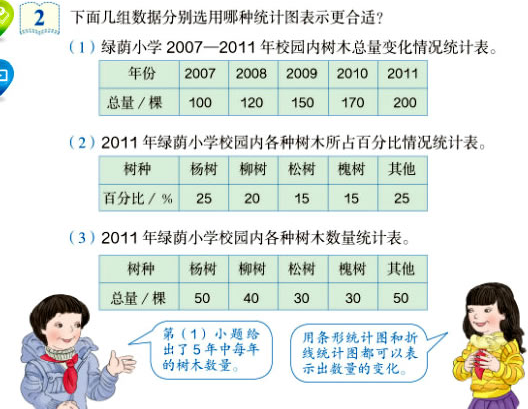 2 下面几组数据分别选用哪种统计图表示更合适?
(1) 绿荫小学 2007—2011 年校园内树木总量变化情况统计表。
年份 2007 2008 2009 2010 2011
总量/棵 100 120 150 170 200
(2) 2011 年绿荫小学校园内各种树木所占百分比情况统计表。
树种 杨树 柳树 松树 槐树 其他
百分比/% 25 20 15 15 25
(3) 2011 年绿荫小学校园内各种树木数量统计表。
树种 杨树 柳树 松树 槐树 其他
总量/棵 50 40 30 30 50
第(1)小题给
出了5年中每年
的树木数量。
用条形统计图和折
线统计图都可以表
示出数量的变化。